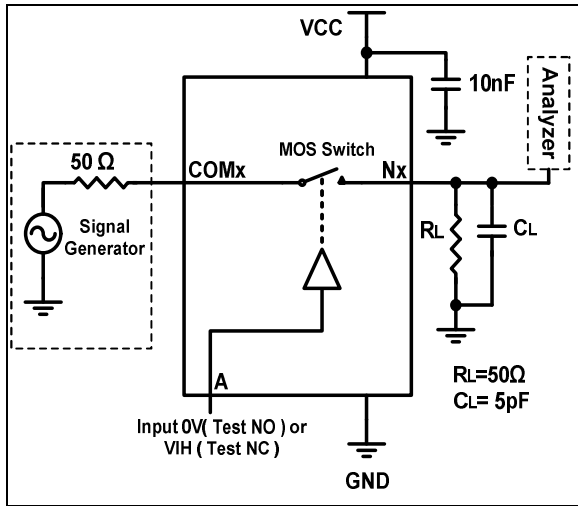 VCC
10nF
Analyzer
50 Ω
COMx
MOS Switch
Nx
Signal
Generator
RL
CL
A
RL=50Ω
CL= 5pF
Input 0V( Test NO ) or
VIH ( Test NC )
GND